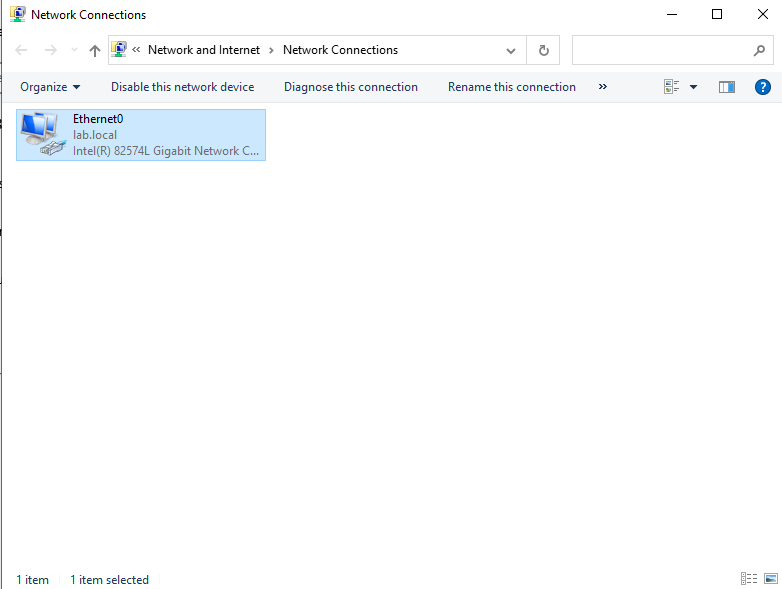 Network Connections
« Network and Internet › Network Connections
Organize Disable this network device Diagnose this connection Rename this connection »
Ethernet0
lab.local
Intel(R) 82574L Gigabit Network C...
1 item 1 item selected